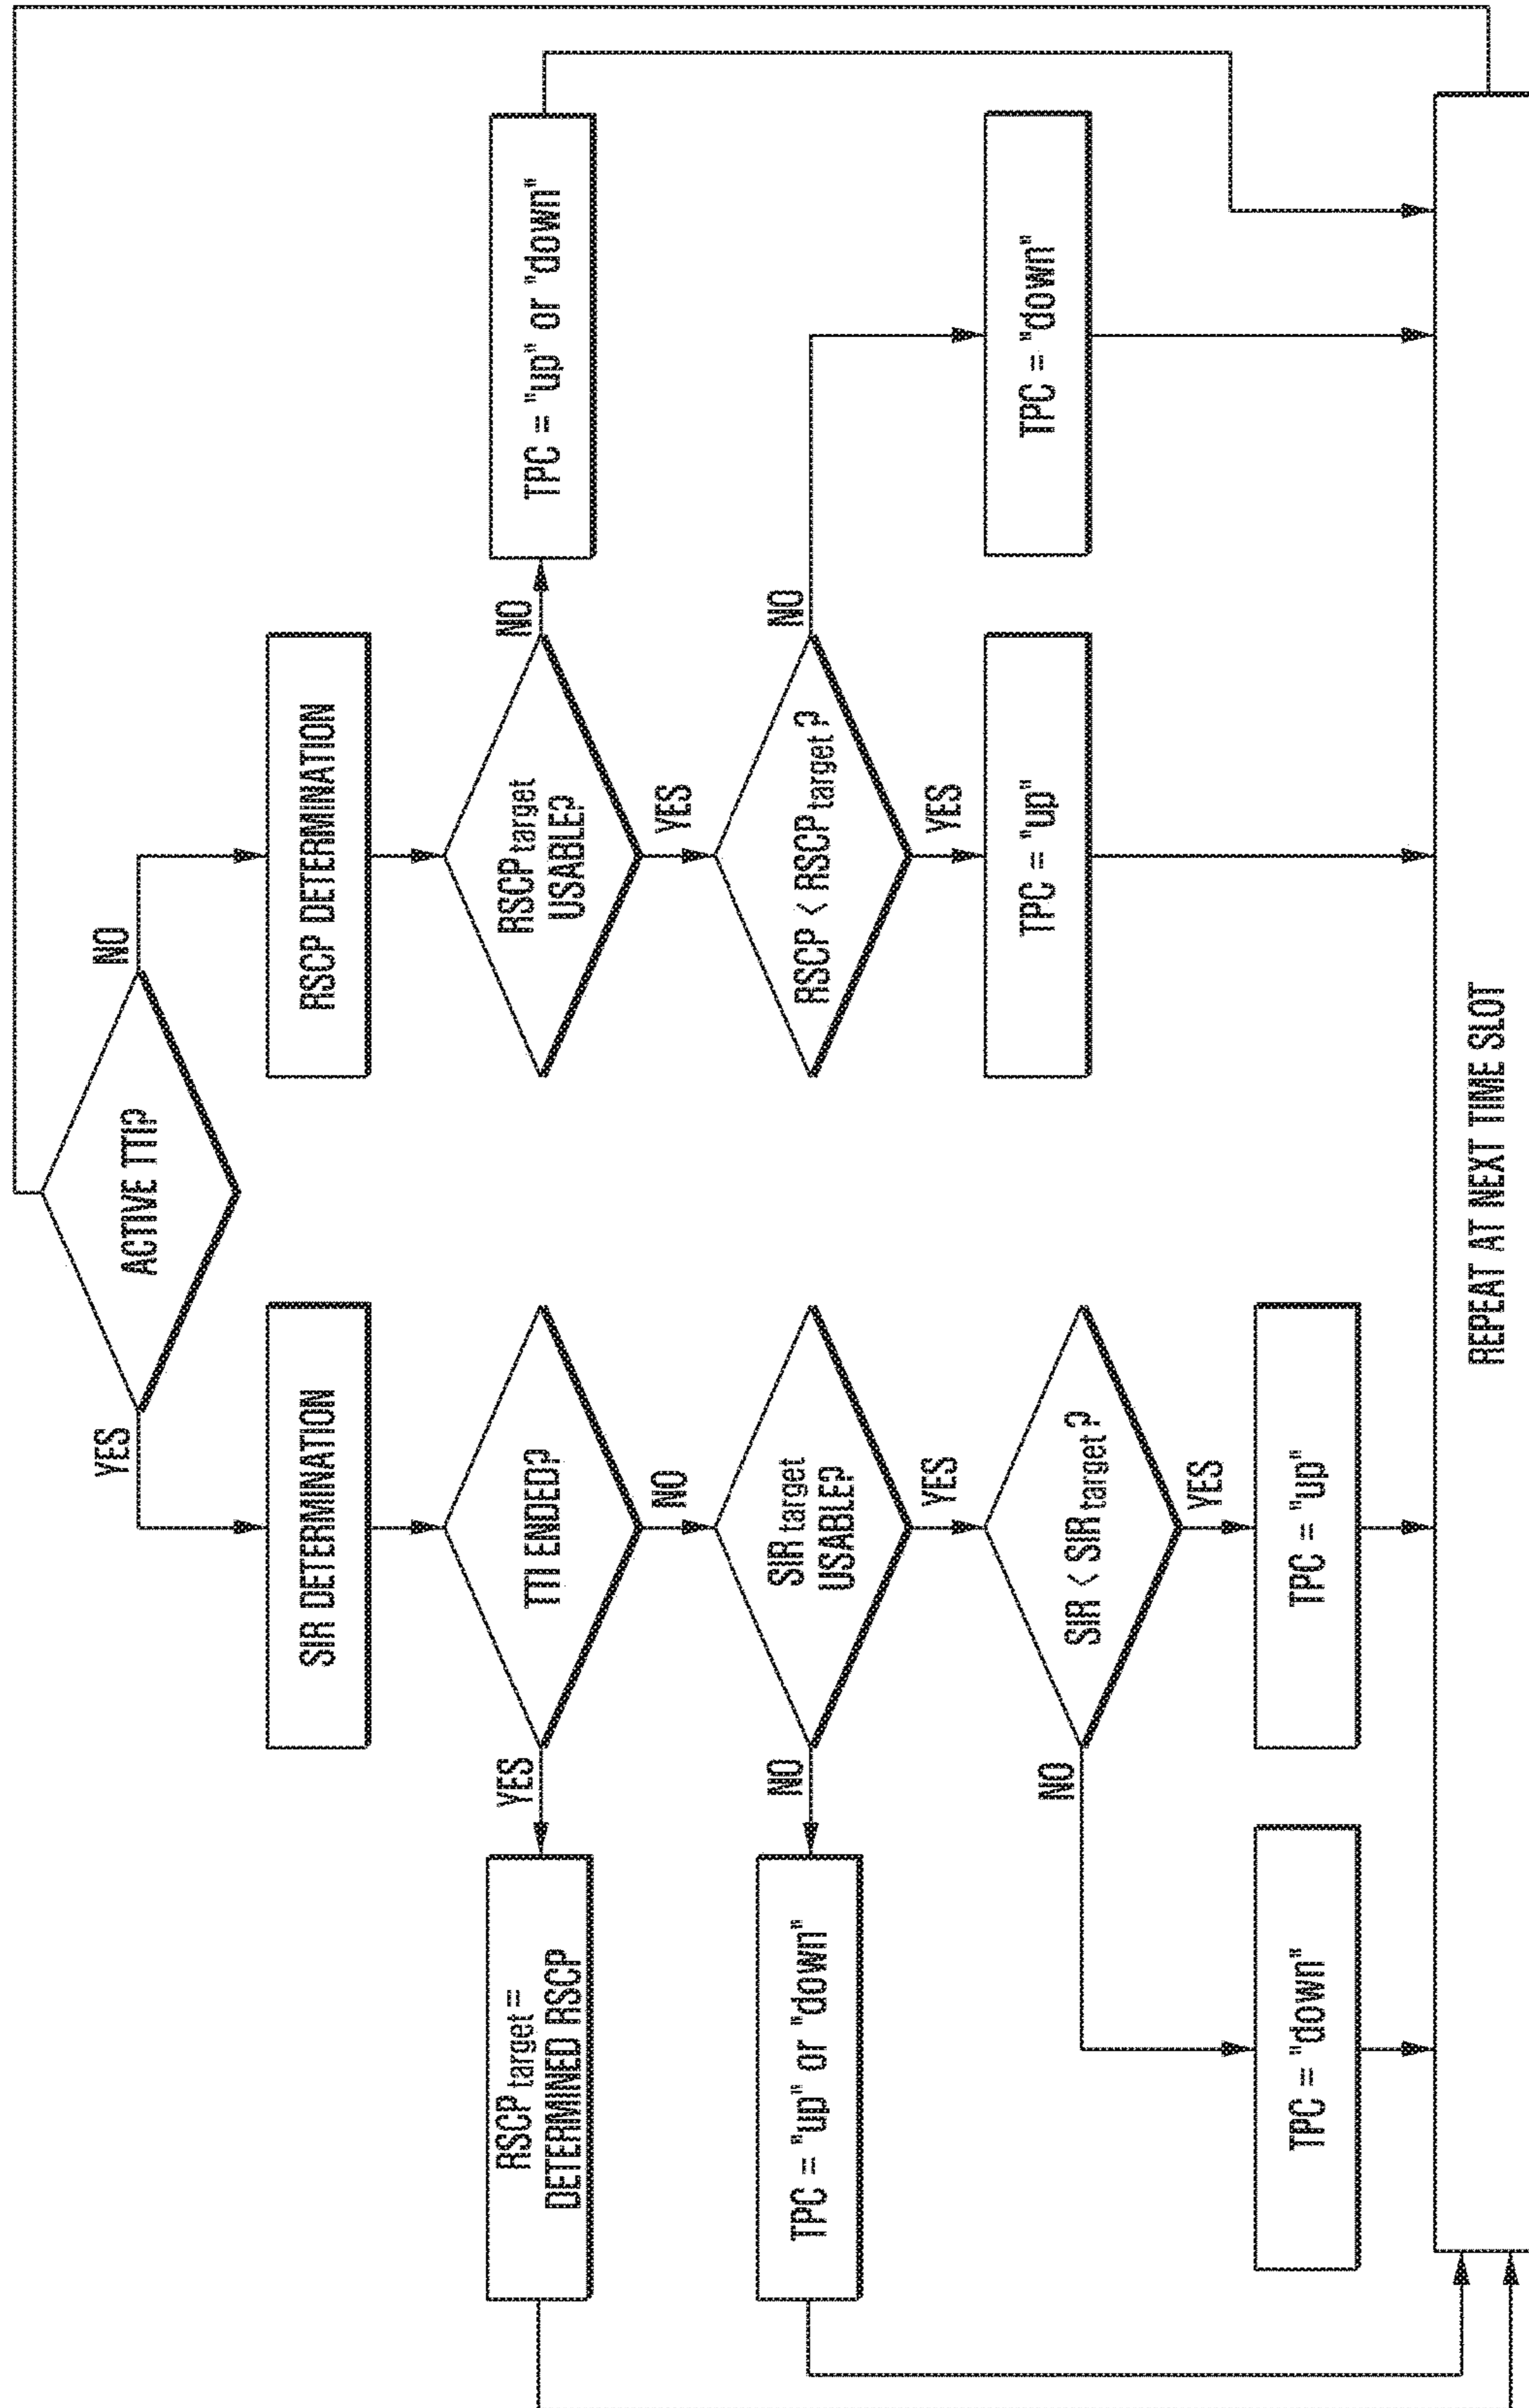 ACTIVE TTI?
YES
NO
SIR DETERMINATION
RSCP DETERMINATION
TTI ENDED?
YES
NO
RSCP target =
DETERMINED RSCP
RSCP target
USABLE?
NO
YES
TPC = "up" or "down"
SIR target
USABLE?
NO
YES
TPC = "up" or "down"
RSCP < RSCP target ?
NO
YES
SIR < SIR target ?
NO
YES
TPC = "up"
TPC = "down"
TPC = "down"
TPC = "up"
REPEAT AT NEXT TIME SLOT